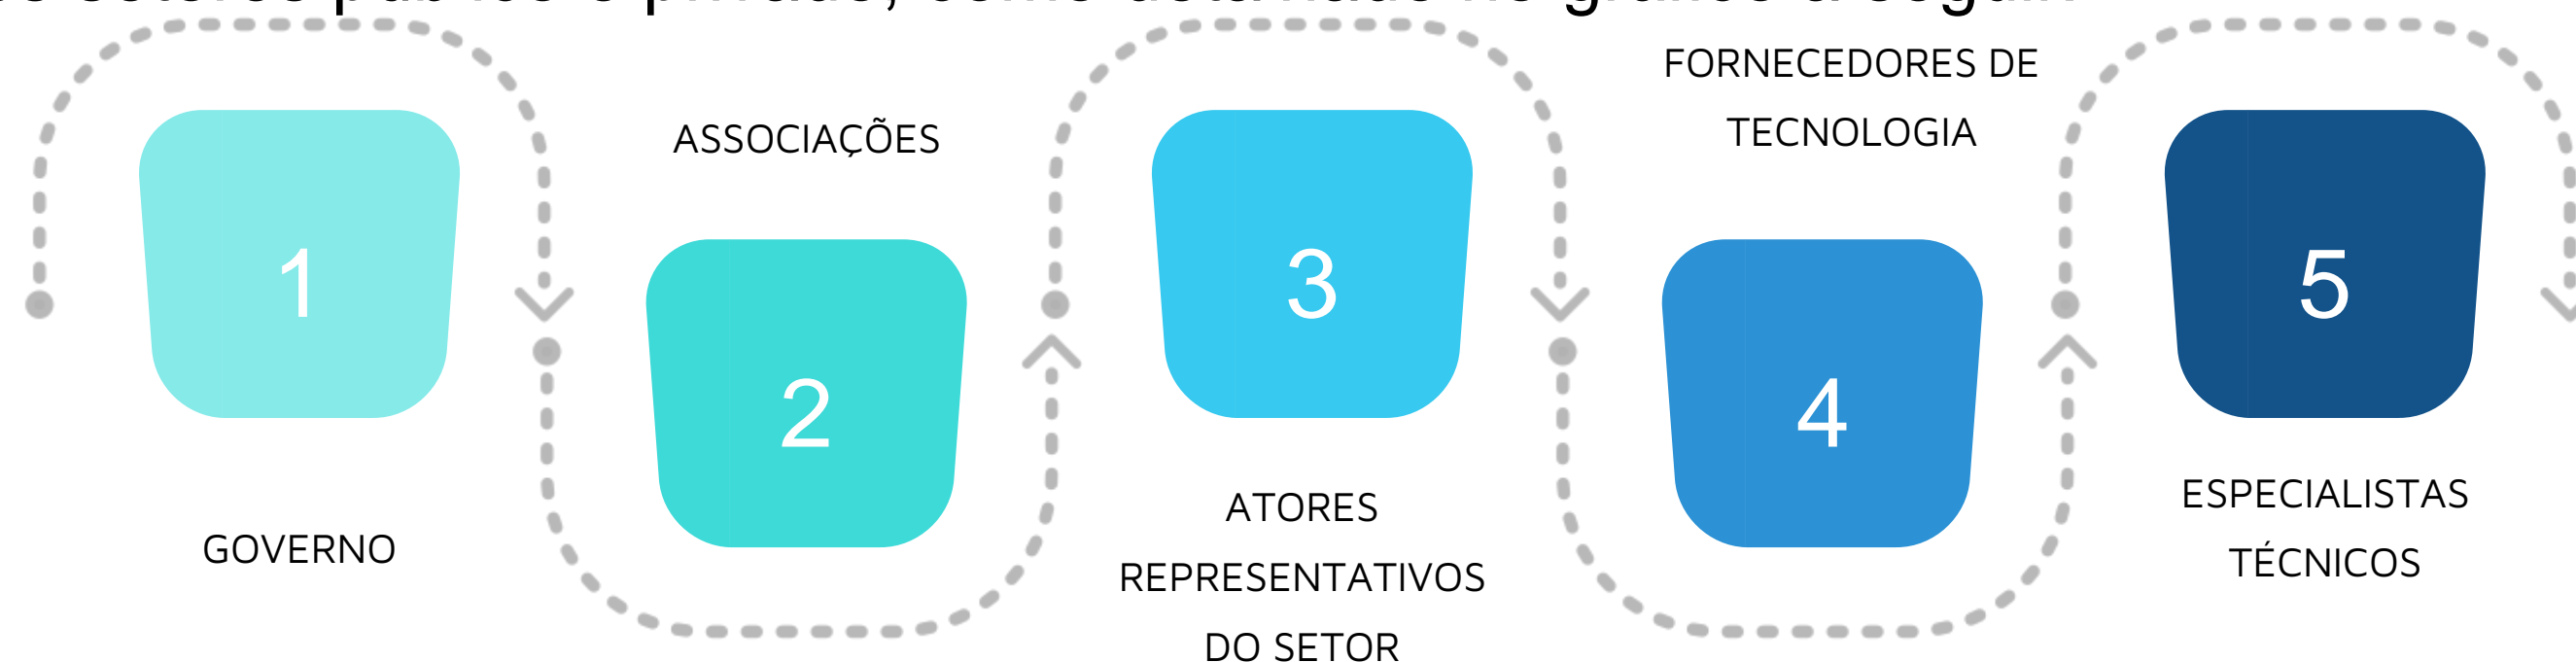 1
GOVERNO
ASSOCIAÇÕES
2
3
ATORES
REPRESENTATIVOS
DO SETOR
FORNECEDORES DE
TECNOLOGIA
4
5
ESPECIALISTAS
TÉCNICOS